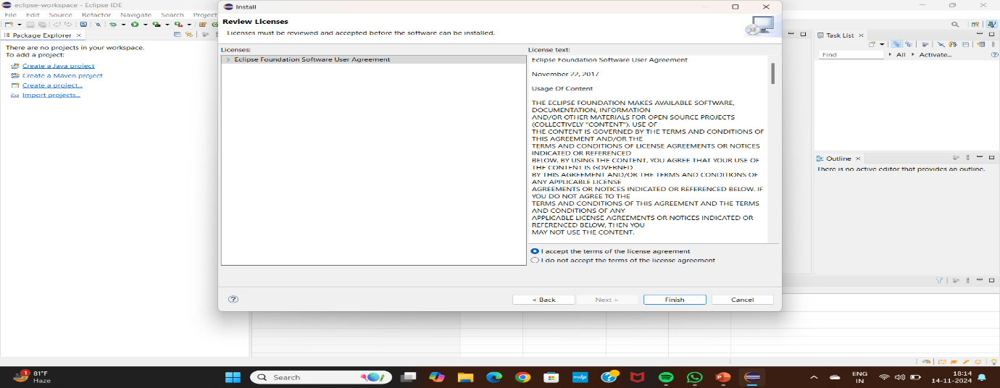 eclipse-workspace - Eclipse IDE
File Edit Source Refactor Navigate Search Project
Package Explorer
There are no projects in your workspace.
To add a project:
Create a Java project
Create a Maven project
Create a project...
Import projects...
Install
Review Licenses
Licenses must be reviewed and accepted before the software can be installed.
Licenses:
Eclipse Foundation Software User Agreement
License text:
Eclipse Foundation Software User Agreement
November 22, 2017
Usage Of Content
THE ECLIPSE FOUNDATION MAKES AVAILABLE SOFTWARE,
DOCUMENTATION, INFORMATION
AND/OR OTHER MATERIALS FOR OPEN SOURCE PROJECTS
(COLLECTIVELY "CONTENT"). USE OF
THE CONTENT IS GOVERNED BY THE TERMS AND CONDITIONS OF
THIS AGREEMENT AND/OR THE
TERMS AND CONDITIONS OF LICENSE AGREEMENTS OR NOTICES
INDICATED OR REFERENCED
BELOW. BY USING THE CONTENT, YOU AGREE THAT YOUR USE OF
THE CONTENT IS GOVERNED
BY THIS AGREEMENT AND/OR THE TERMS AND CONDITIONS OF
ANY APPLICABLE LICENSE
AGREEMENTS OR NOTICES INDICATED OR REFERENCED BELOW. IF
YOU DO NOT AGREE TO THE
TERMS AND CONDITIONS OF THIS AGREEMENT AND THE TERMS
AND CONDITIONS OF ANY
APPLICABLE LICENSE AGREEMENTS OR NOTICES INDICATED OR
REFERENCED BELOW, THEN YOU
MAY NOT USE THE CONTENT.
I accept the terms of the license agreement
I do not accept the terms of the license agreement
< Back Next > Finish Cancel
Task List
Find All Activate...
Outline
There is no active editor that provides an outline.
1
81°F
Haze
Search
myhp
ENG
IN
18:14
14-11-2024